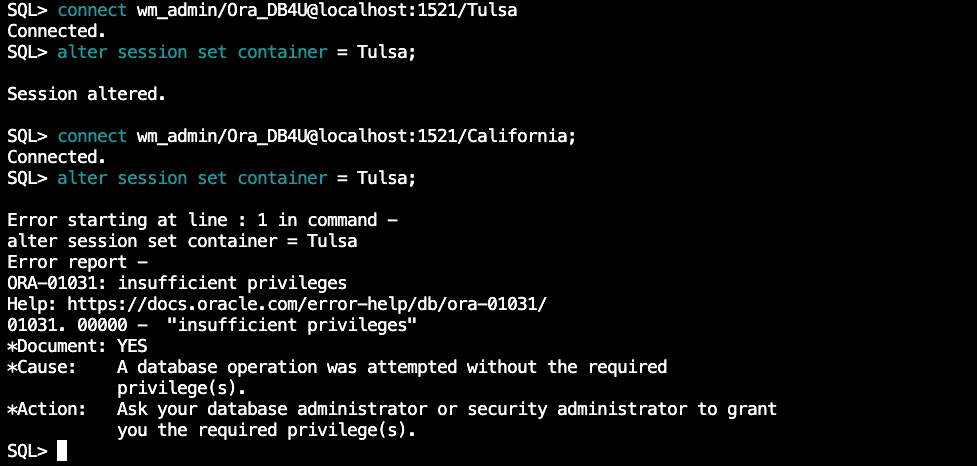 SQL> connect wm_admin/Ora_DB4U@localhost:1521/Tulsa
Connected.
SQL> alter session set container = Tulsa;
Session altered.
SQL> connect wm_admin/Ora_DB4U@localhost:1521/California;
Connected.
SQL> alter session set container = Tulsa;
Error starting at line : 1 in command -
alter session set container = Tulsa
Error report -
ORA-01031: insufficient privileges
Help: https://docs.oracle.com/error-help/db/ora-01031/
01031. 00000 -  "insufficient privileges"
*Document: YES
*Cause:    A database operation was attempted without the required
           privilege(s).
*Action:   Ask your database administrator or security administrator to grant
           you the required privilege(s).
SQL>